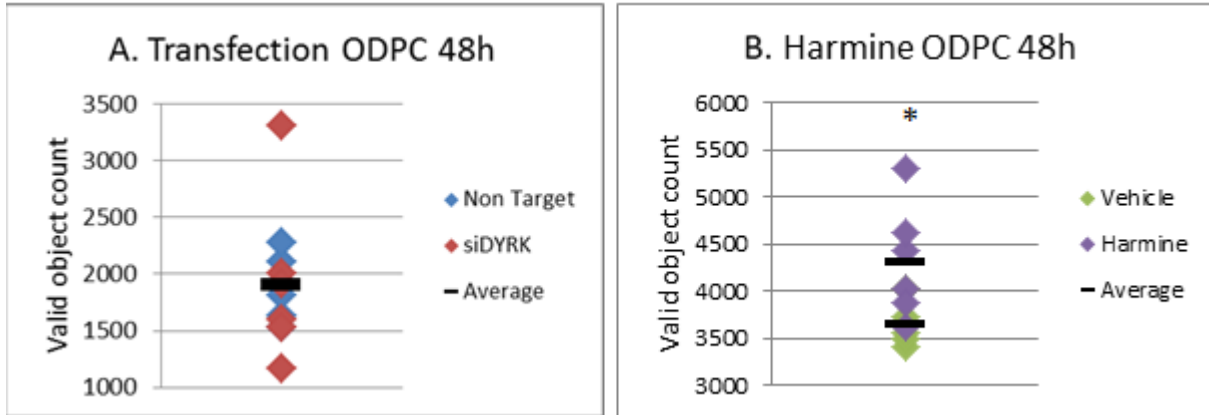 A. Transfection ODPC 48h
Valid object count
3500
3000
2500
2000
1500
1000
Non Target
siDYRK
Average
B. Harmine ODPC 48h
Valid object count
6000
5500
5000
4500
4000
3500
3000
*
Vehicle
Harmine
Average